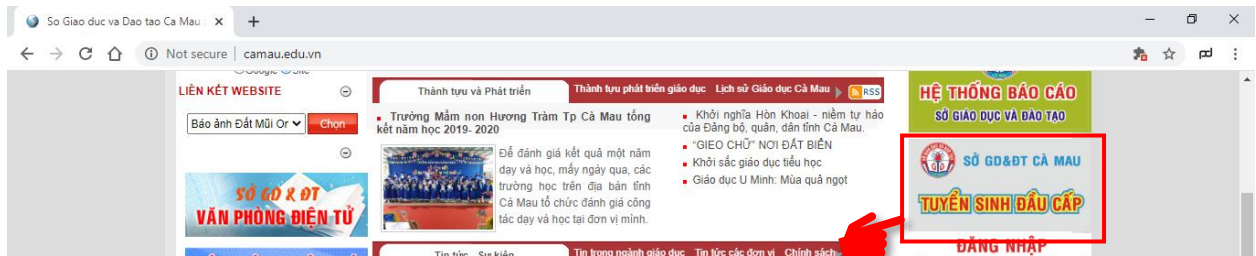 So Giao duc va Dao tao Ca Mau :
Not secure | camau.edu.vn
Google Site
LIÊN KẾT WEBSITE
Báo ảnh Đất Mũi Or
Chọn
SỞ GD & ĐT
VĂN PHÒNG ĐIỆN TỬ
Thành tựu và Phát triển
Thành tựu phát triển giáo dục Lịch sử Giáo dục Cà Mau
RSS
Trường Mầm non Hương Tràm Tp Cà Mau tổng
kết năm học 2019- 2020
Để đánh giá kết quả một năm
dạy và học, mấy ngày qua, các
trường học trên địa bàn tỉnh
Cà Mau tổ chức đánh giá công
tác dạy và học tại đơn vị mình.
Khởi nghĩa Hòn Khoai - niềm tự hào
của Đảng bộ, quân, dân tỉnh Cà Mau.
"GIEO CHỮ" NƠI ĐẤT BIỂN
Khởi sắc giáo dục tiểu học
Giáo dục U Minh: Mùa quả ngọt
Tin tức - Sự kiện
Tin trong ngành giáo dục Tin tức các đơn vị Chính sách
HỆ THỐNG BÁO CÁO
SỞ GIÁO DỤC VÀ ĐÀO TẠO
SỞ GD&ĐT CÀ MAU
TUYỂN SINH ĐẦU CẤP
ĐĂNG NHẬP